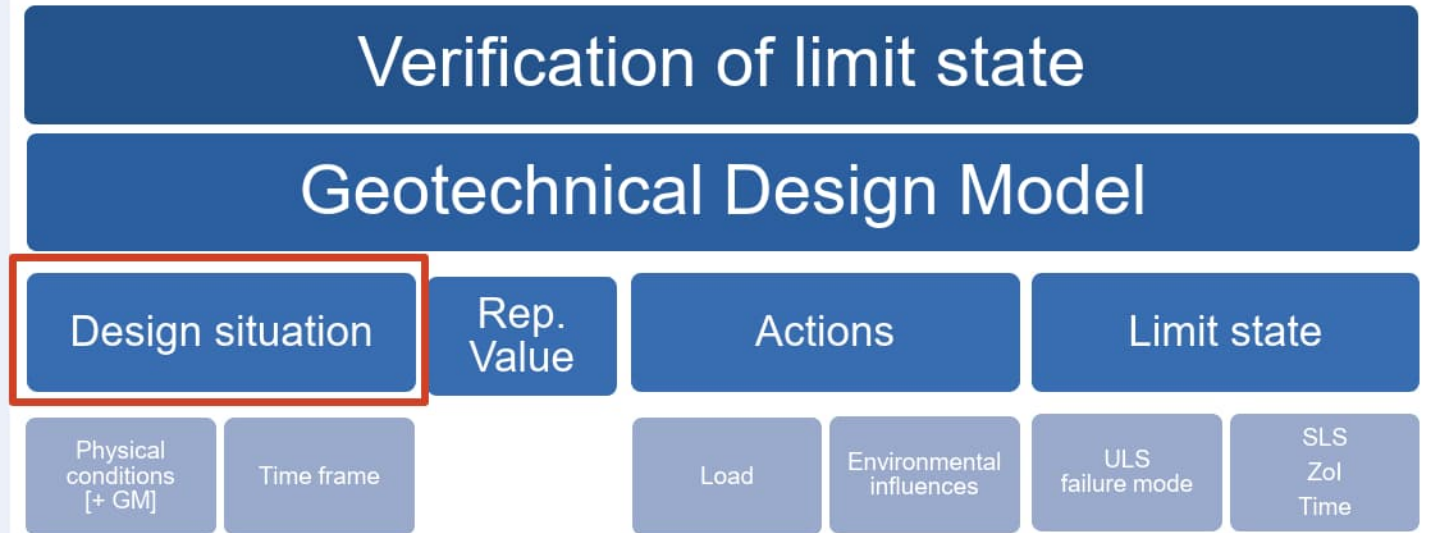 Verification of limit state
Geotechnical Design Model
Design situation
Rep.
Value
Actions
Limit state
Physical
conditions
[+ GM]
Time frame
Load
Environmental
influences
ULS
failure mode
SLS
ZoI
Time